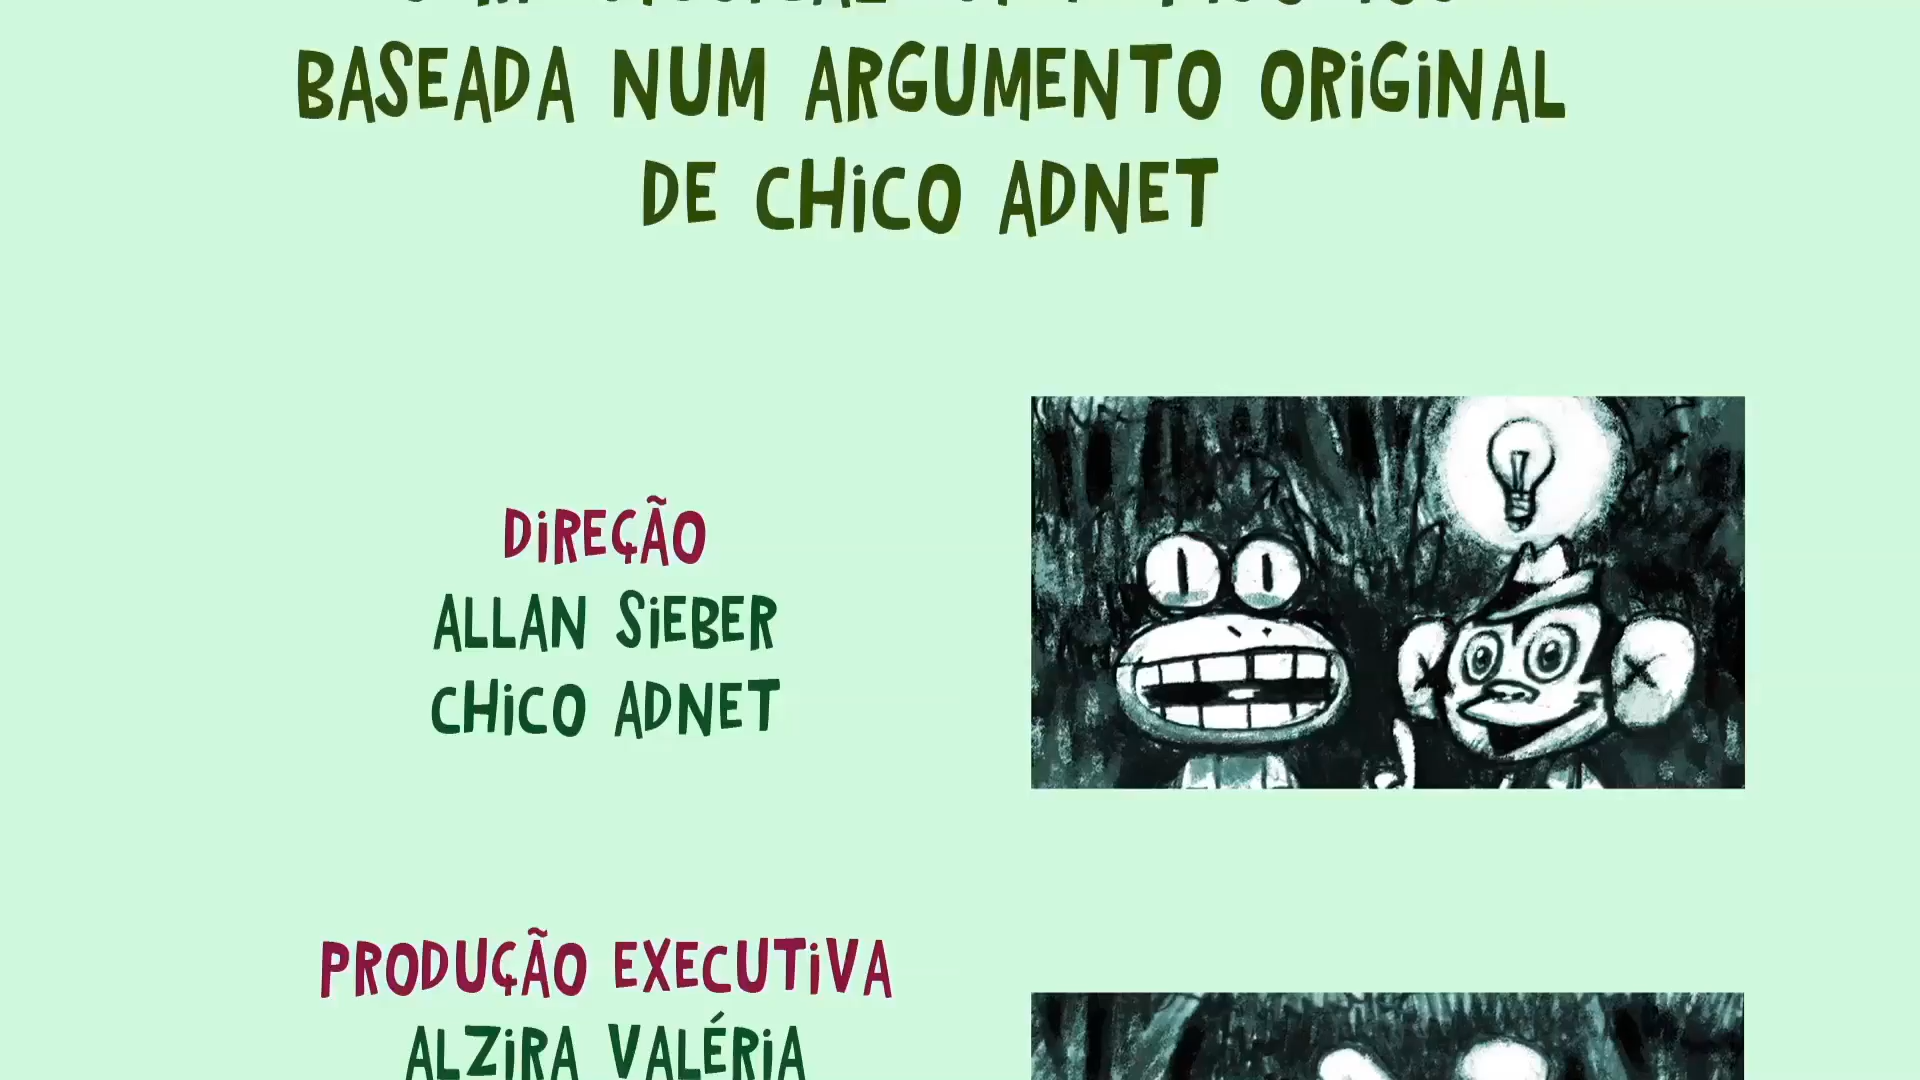 BASEADA NUM ARGUMENTO ORIGINAL
DE CHICO ADNET
DIREÇÃO
ALLAN SIEBER
CHICO ADNET
PRODUÇÃO EXECUTIVA
ALZIRA VALÉRIA